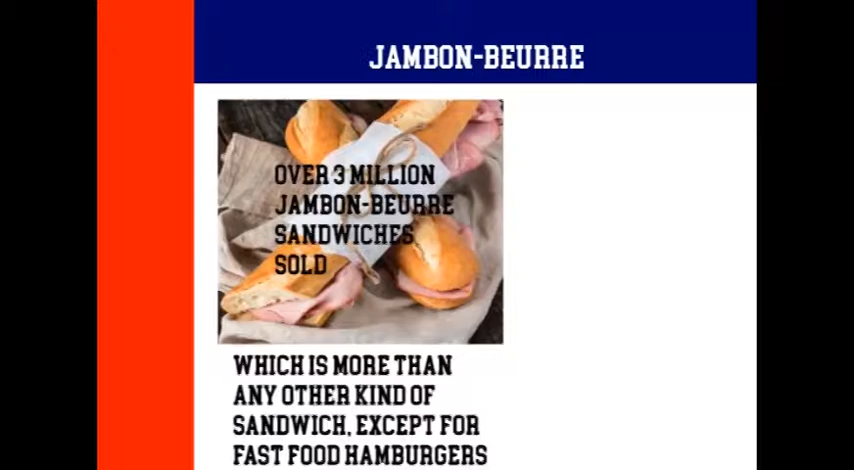 JAMBON-BEURRE
OVER 3 MILLION
JAMBON-BEURRE
SANDWICHES
SOLD
WHICH IS MORE THAN
ANY OTHER KIND OF
SANDWICH, EXCEPT FOR
FAST FOOD HAMBURGERS